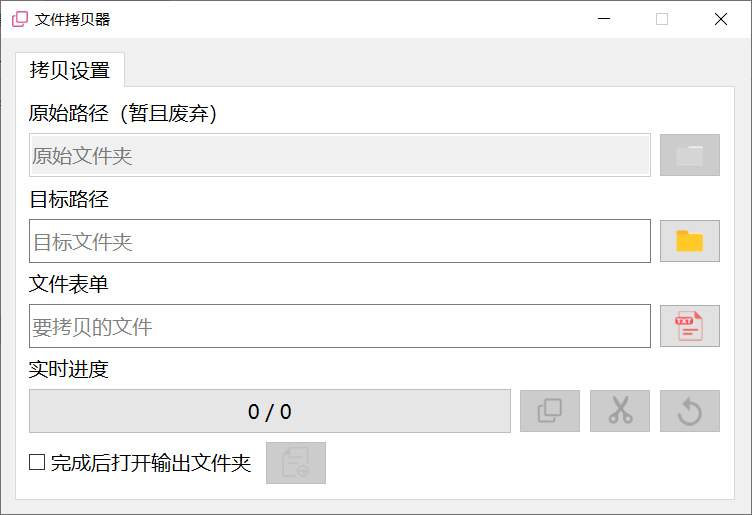 文件拷贝器
拷贝设置
原始路径（暂且废弃）
原始文件夹
目标路径
目标文件夹
文件表单
要拷贝的文件
TXT
实时进度
0 / 0
完成后打开输出文件夹